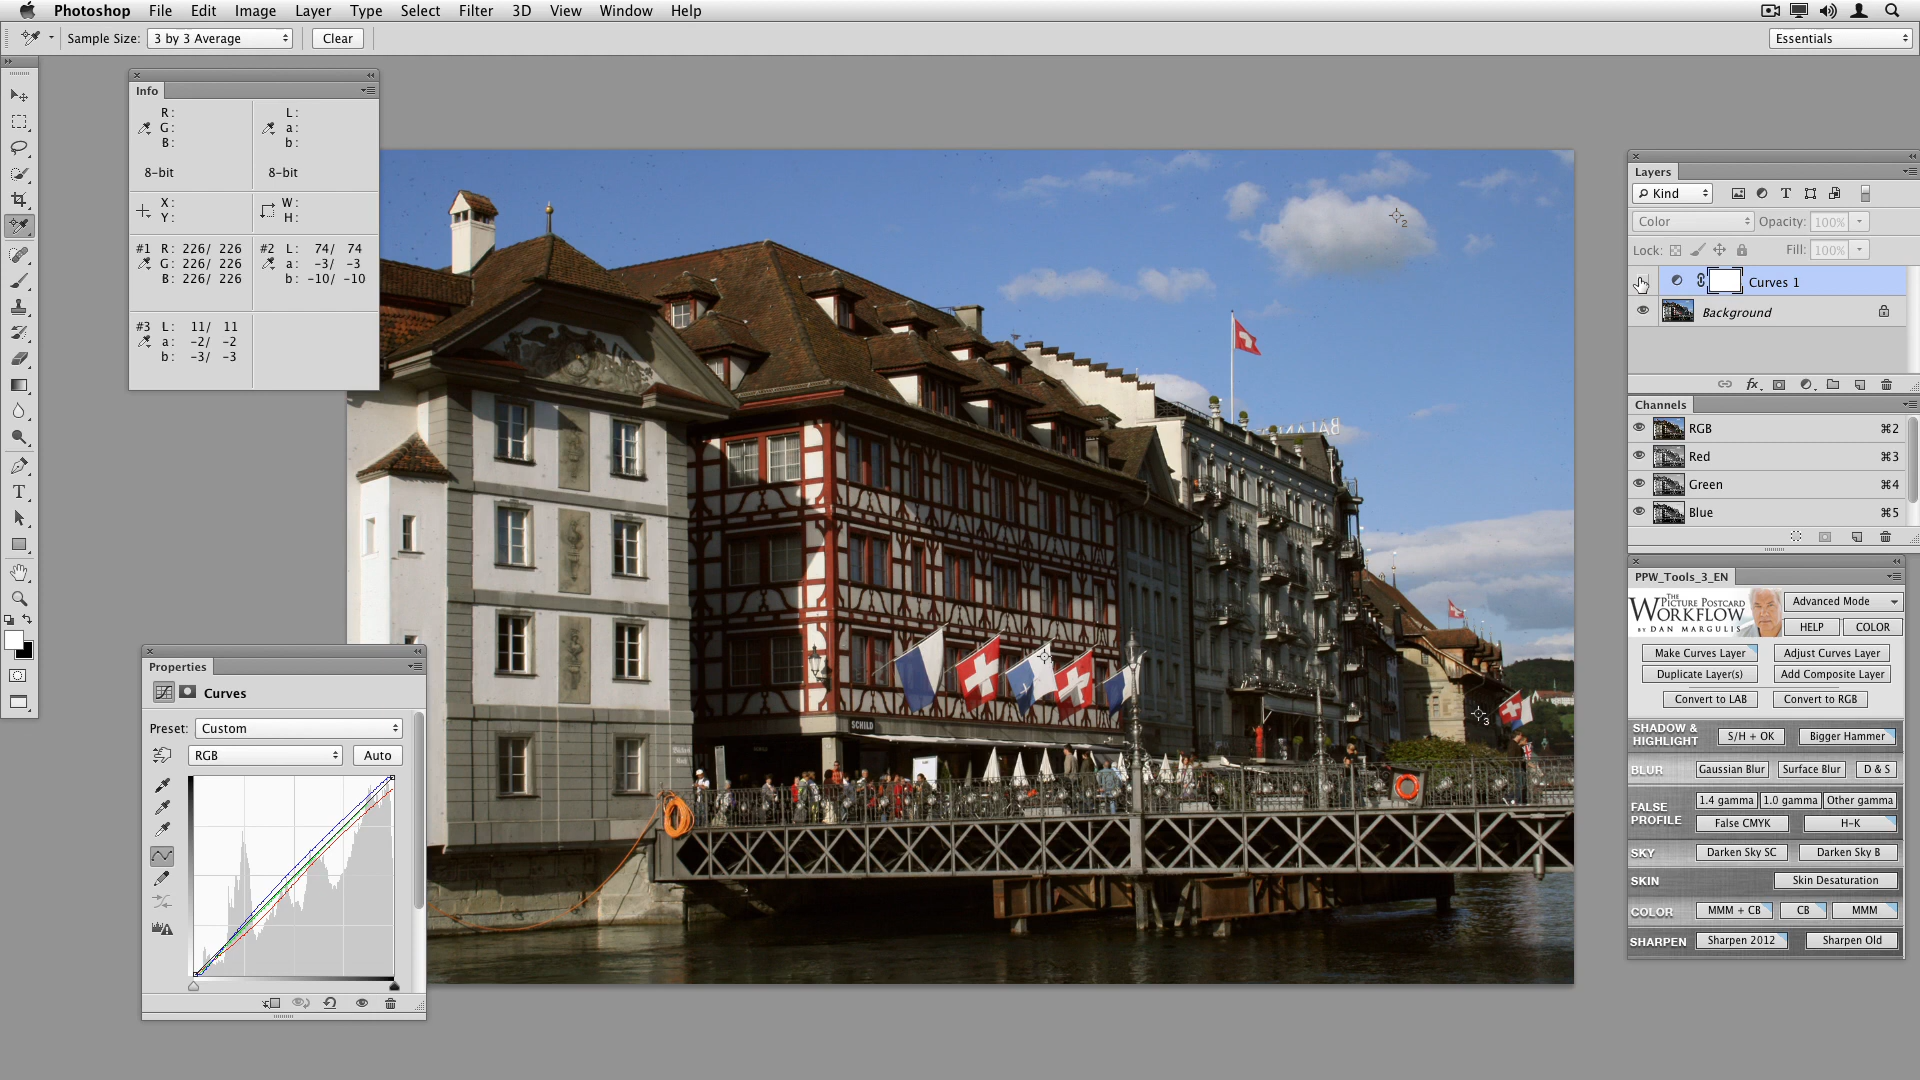 Photoshop File Edit Image Layer Type Select Filter 3D View Window Help
Sample Size: 3 by 3 Average Clear Essentials
Info
R: L:
G: a:
B: b:
8-bit 8-bit
X: W:
Y: H:
#1 R: 226/ 226 #2 L: 74/ 74
G: 226/ 226 a: -3/ -3
B: 226/ 226 b: -10/ -10
#3 L: 11/ 11
a: -2/ -2
b: -3/ -3
2
SCHILD
3
Properties
Curves
Preset: Custom
RGB Auto
Layers
Kind
Color Opacity: 100%
Lock: Fill: 100%
Curves 1
Background
fx
Channels
RGB ⌘2
Red ⌘3
Green ⌘4
Blue ⌘5
PPW_Tools_3_EN
THE PICTURE POSTCARD
WORKFLOW
BY DAN MARGULIS
Advanced Mode
HELP COLOR
Make Curves Layer Adjust Curves Layer
Duplicate Layer(s) Add Composite Layer
Convert to LAB Convert to RGB
SHADOW & HIGHLIGHT S/H + OK Bigger Hammer
BLUR Gaussian Blur Surface Blur D & S
FALSE PROFILE 1.4 gamma 1.0 gamma Other gamma
False CMYK H-K
SKY Darken Sky SC Darken Sky B
SKIN Skin Desaturation
COLOR MMM + CB CB MMM
SHARPEN Sharpen 2012 Sharpen Old